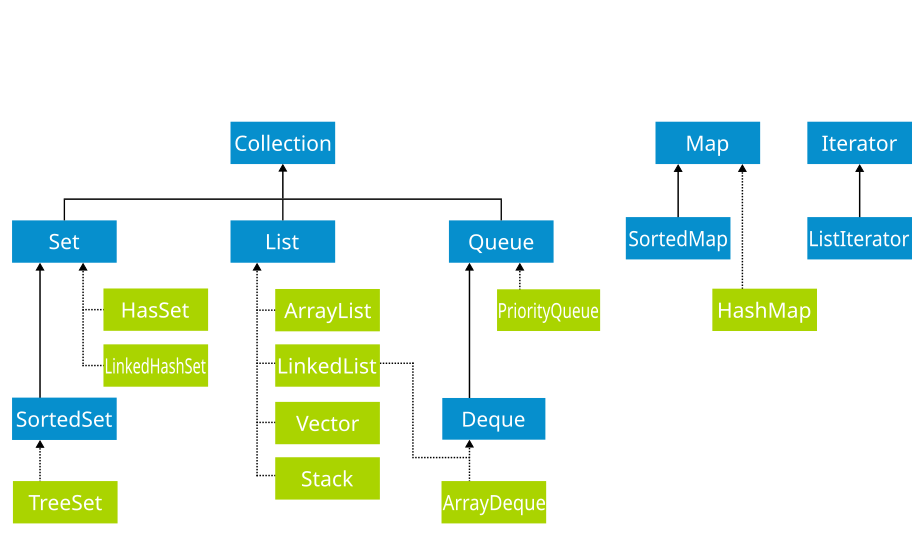 Collection
Map
Iterator
Set
List
Queue
SortedMap
ListIterator
HasSet
ArrayList
PriorityQueue
HashMap
LinkedHashSet
LinkedList
SortedSet
Vector
Deque
Stack
TreeSet
ArrayDeque